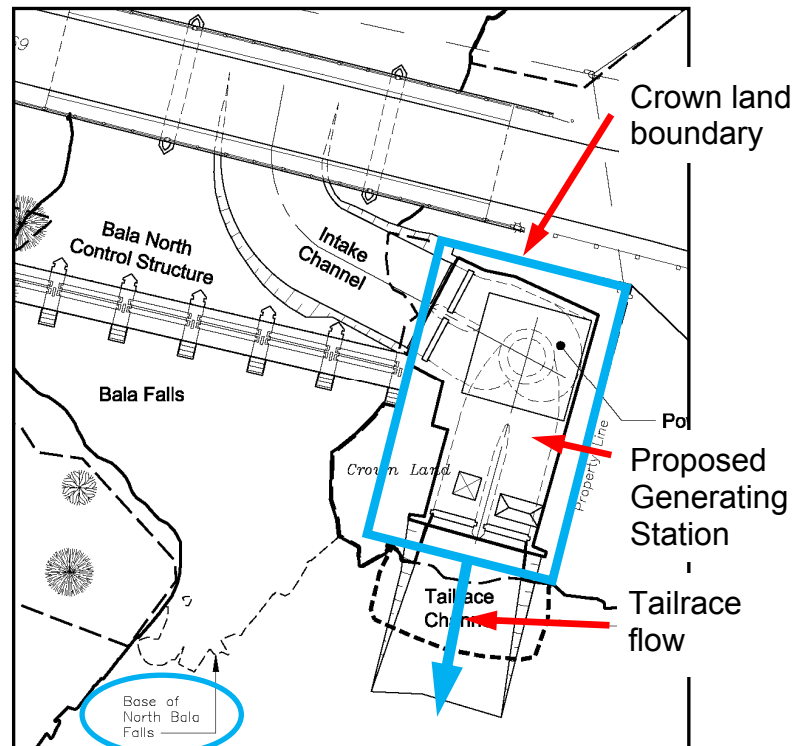 69
Crown land
boundary
Bala North
Control Structure
Intake
Channel
Bala Falls
Po
Crown Land
Property Line
Proposed
Generating
Station
Tailrace
Channel
Tailrace
flow
Base of
North Bala
Falls